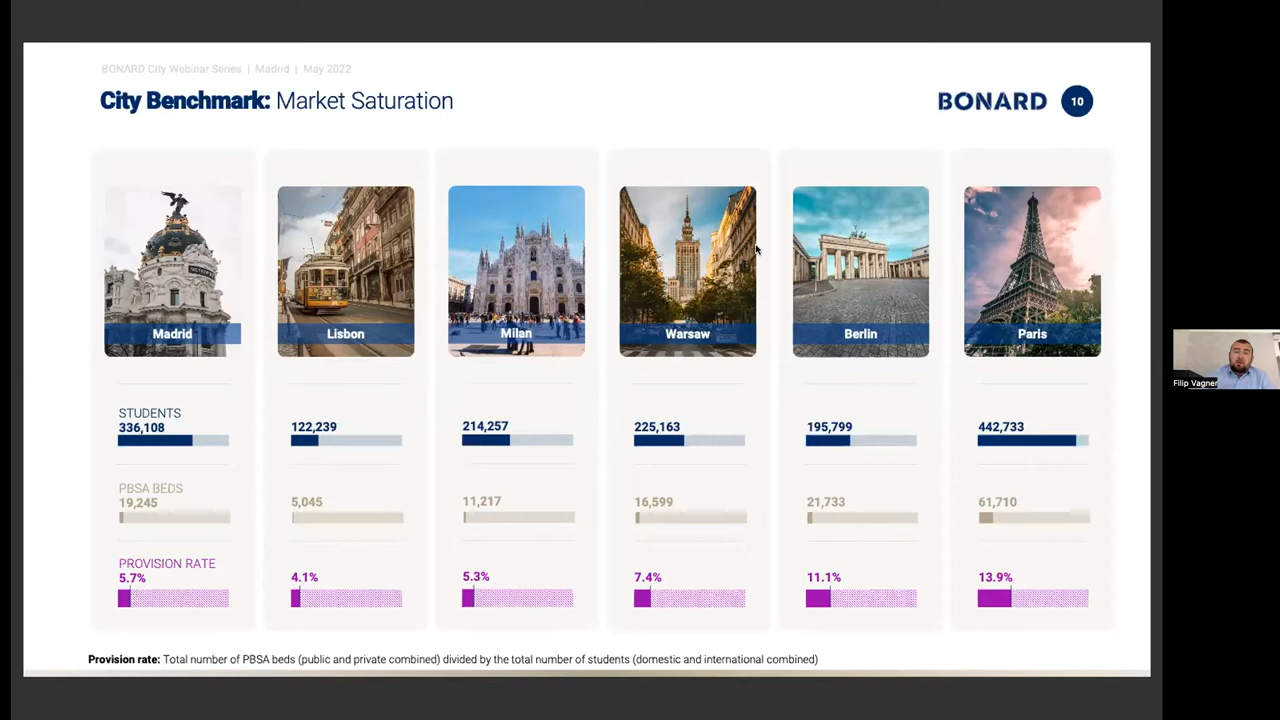 BONARD City Webinar Series | Madrid | May 2022
City Benchmark: Market Saturation
BONARD
10
Madrid
Lisbon
Milan
Warsaw
Berlin
Paris
STUDENTS
336,108
122,239
214,257
225,163
195,799
442,733
PBSA BEDS
19,245
5,045
11,217
16,599
21,733
61,710
PROVISION RATE
5.7%
4.1%
5.3%
7.4%
11.1%
13.9%
Provision rate: Total number of PBSA beds (public and private combined) divided by the total number of students (domestic and international combined)
Filip Vagner